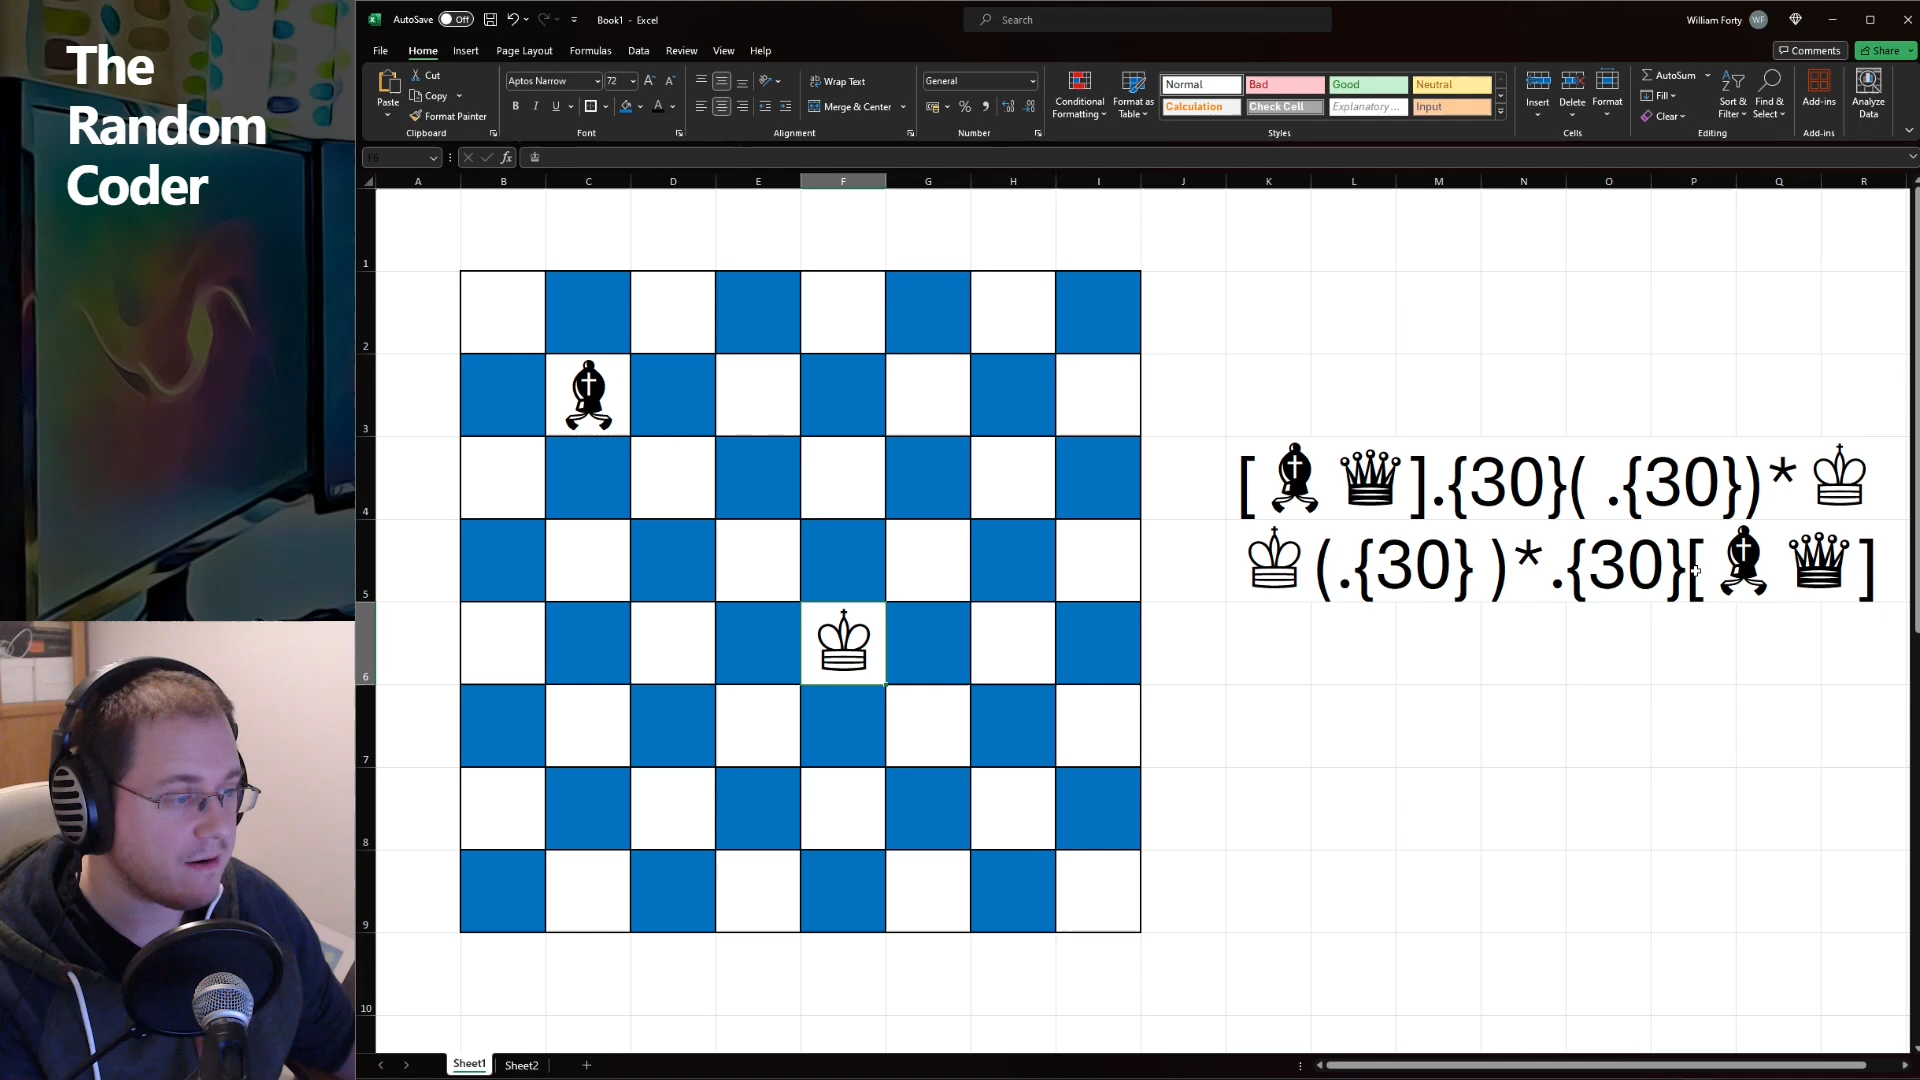 The
Random
Coder
AutoSave Off Book1 - Excel Search William Forty WF
File Home Insert Page Layout Formulas Data Review View Help Comments Share
Paste Cut Copy Format Painter Clipboard
Aptos Narrow 72 A A B I U A Font
Wrap Text Merge & Center Alignment
General % Number
Conditional Formatting Format as Table
Normal Bad Good Neutral
Calculation Check Cell Explanatory ... Input
Styles
Insert Delete Format Cells
AutoSum Fill Clear Sort & Filter Find & Select Editing
Add-ins Add-ins
Analyze Data
F6 fx ♔
A B C D E F G H I J K L M N O P Q R
1
2
3 ♝
4 [♝♛].{30}( .{30})*♔
5 ♔(.{30} )*.{30}[♝♛]
6 ♔
7
8
9
10
Sheet1 Sheet2 +